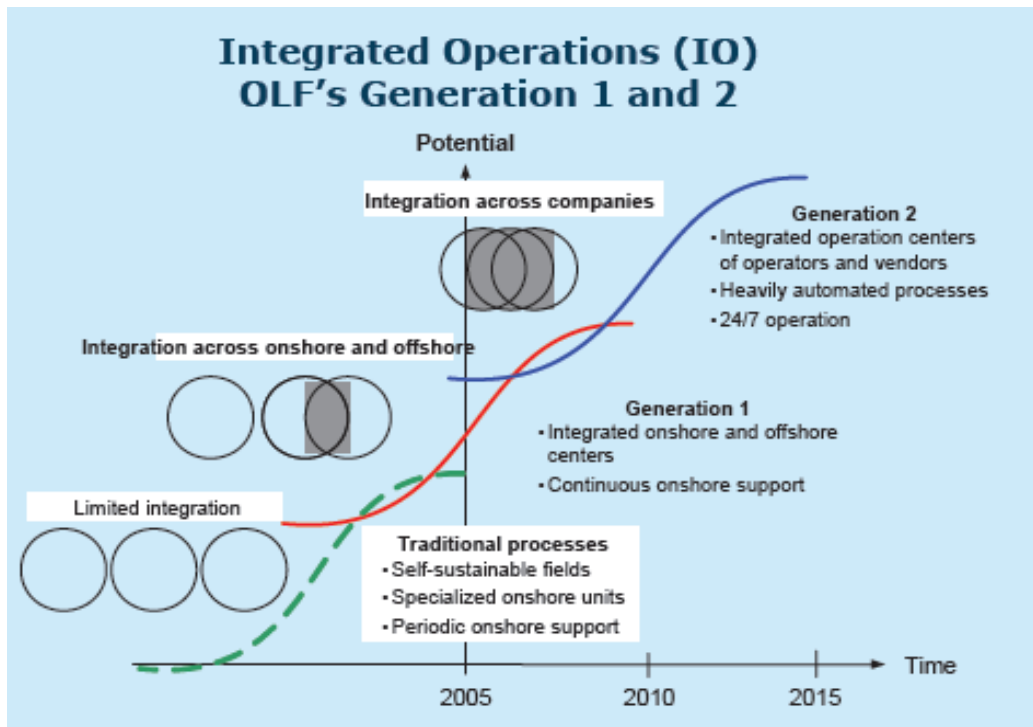 Integrated Operations (IO)
OLF's Generation 1 and 2
Potential
Integration across companies
Generation 2
• Integrated operation centers
of operators and vendors
• Heavily automated processes
• 24/7 operation
Integration across onshore and offshore
Generation 1
• Integrated onshore and offshore
centers
• Continuous onshore support
Limited integration
Traditional processes
• Self-sustainable fields
• Specialized onshore units
• Periodic onshore support
Time
2005
2010
2015